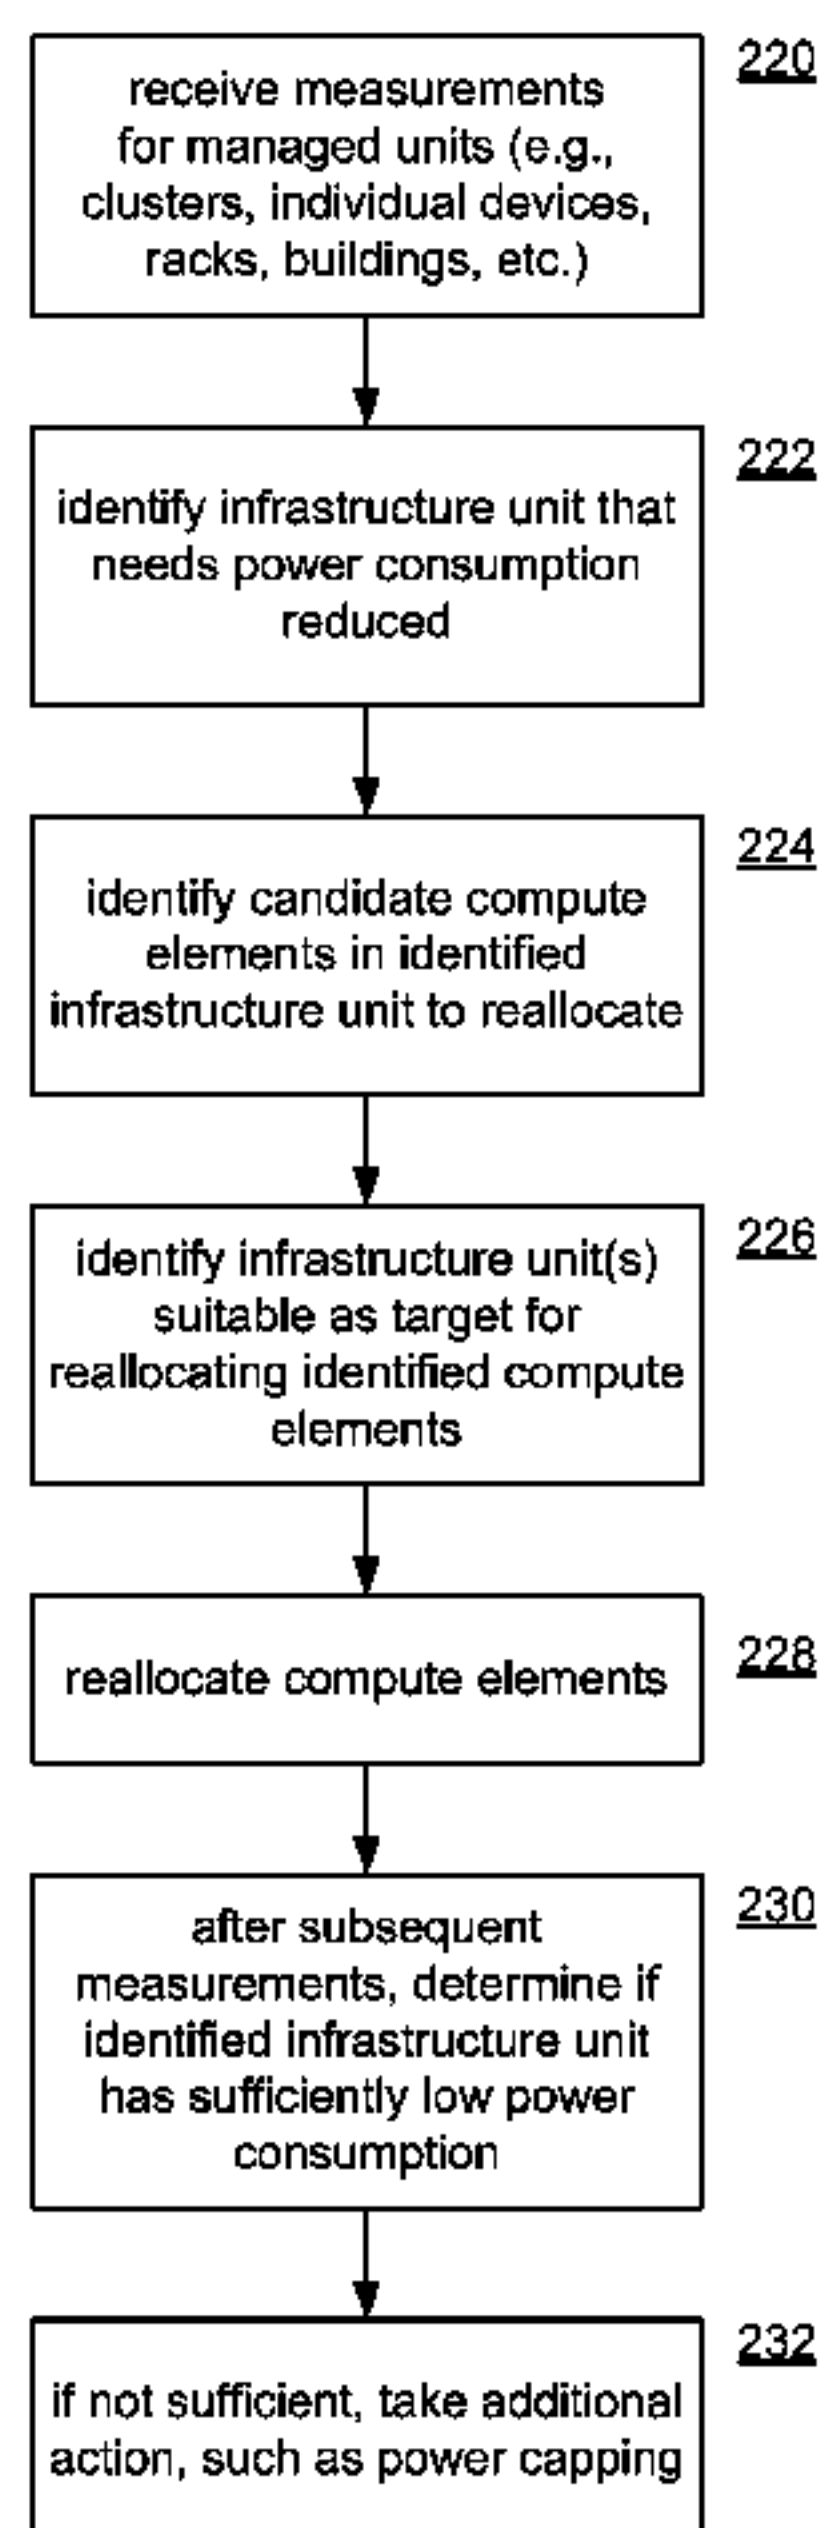 220
receive measurements
for managed units (e.g.,
clusters, individual devices,
racks, buildings, etc.)
222
identify infrastructure unit that
needs power consumption
reduced
224
identify candidate compute
elements in identified
infrastructure unit to reallocate
226
identify infrastructure unit(s)
suitable as target for
reallocating identified compute
elements
228
reallocate compute elements
230
after subsequent
measurements, determine if
identified infrastructure unit
has sufficiently low power
consumption
232
if not sufficient, take additional
action, such as power capping